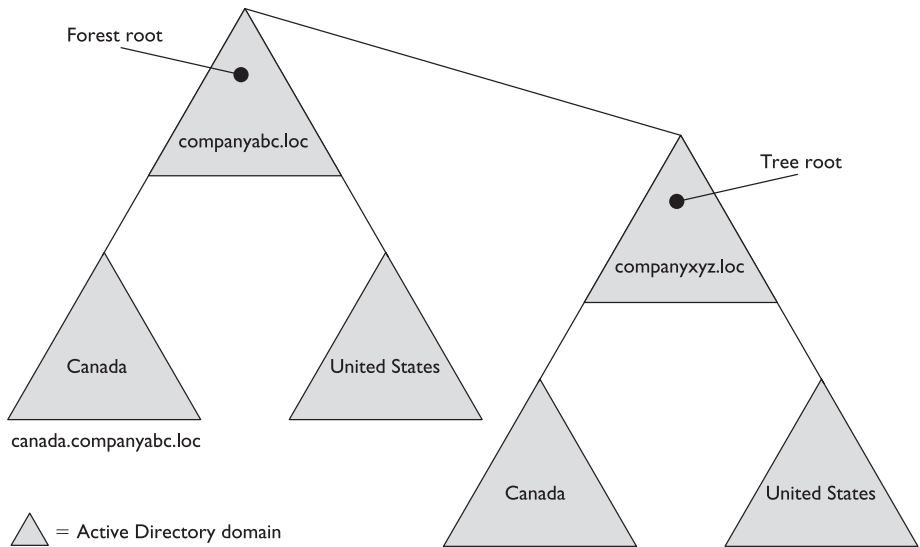 Forest root
companyabc.loc
Tree root
companyxyz.loc
Canada
United States
canada.companyabc.loc
Canada
United States
= Active Directory domain